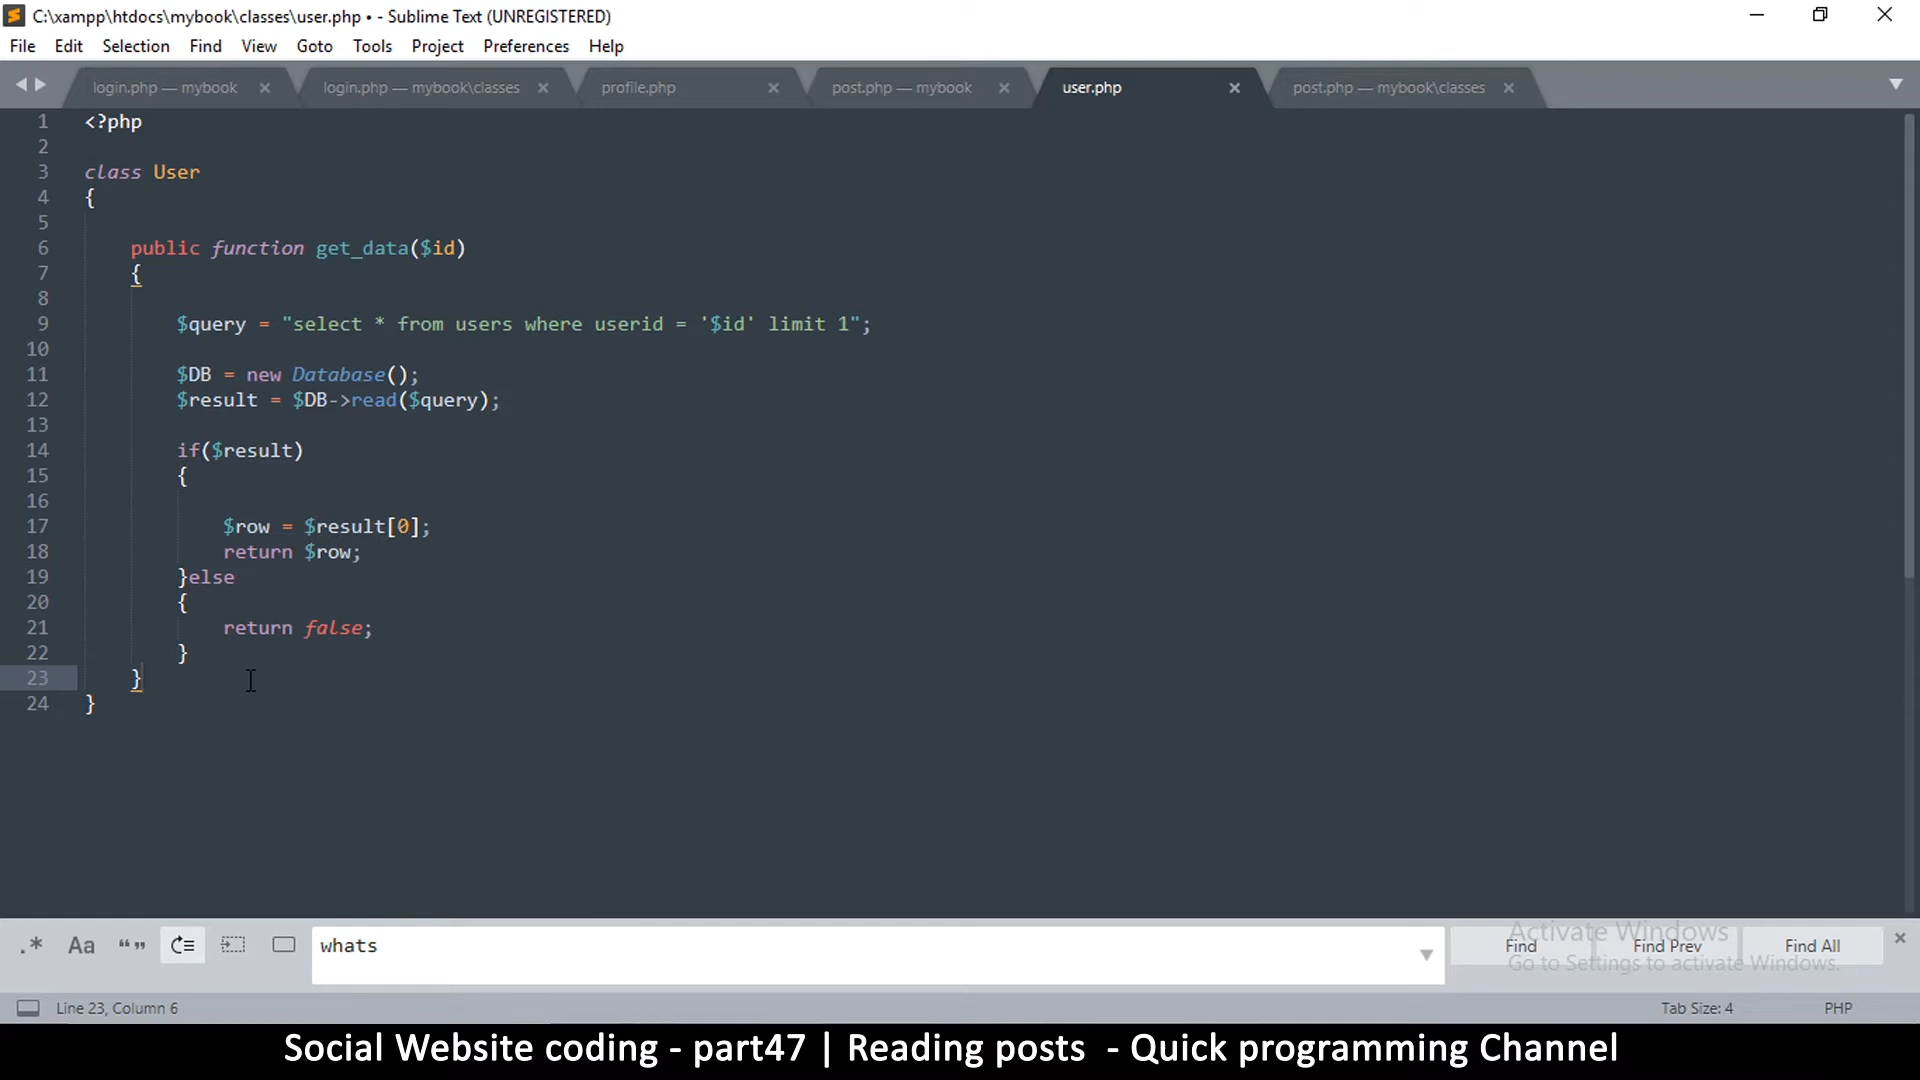 C:\xampp\htdocs\mybook\classes\user.php • - Sublime Text (UNREGISTERED)
File Edit Selection Find View Goto Tools Project Preferences Help
login.php — mybook login.php — mybook\classes profile.php post.php — mybook user.php post.php — mybook\classes
1 <?php
2
3 class User
4 {
5
6 public function get_data($id)
7 {
8
9 $query = "select * from users where userid = '$id' limit 1";
10
11 $DB = new Database();
12 $result = $DB->read($query);
13
14 if($result)
15 {
16
17 $row = $result[0];
18 return $row;
19 }else
20 {
21 return false;
22 }
23 }
24 }
.* Aa “” whats Find Find Prev Find All
Activate Windows
Go to Settings to activate Windows.
Line 23, Column 6 Tab Size: 4 PHP
Social Website coding - part47 | Reading posts - Quick programming Channel